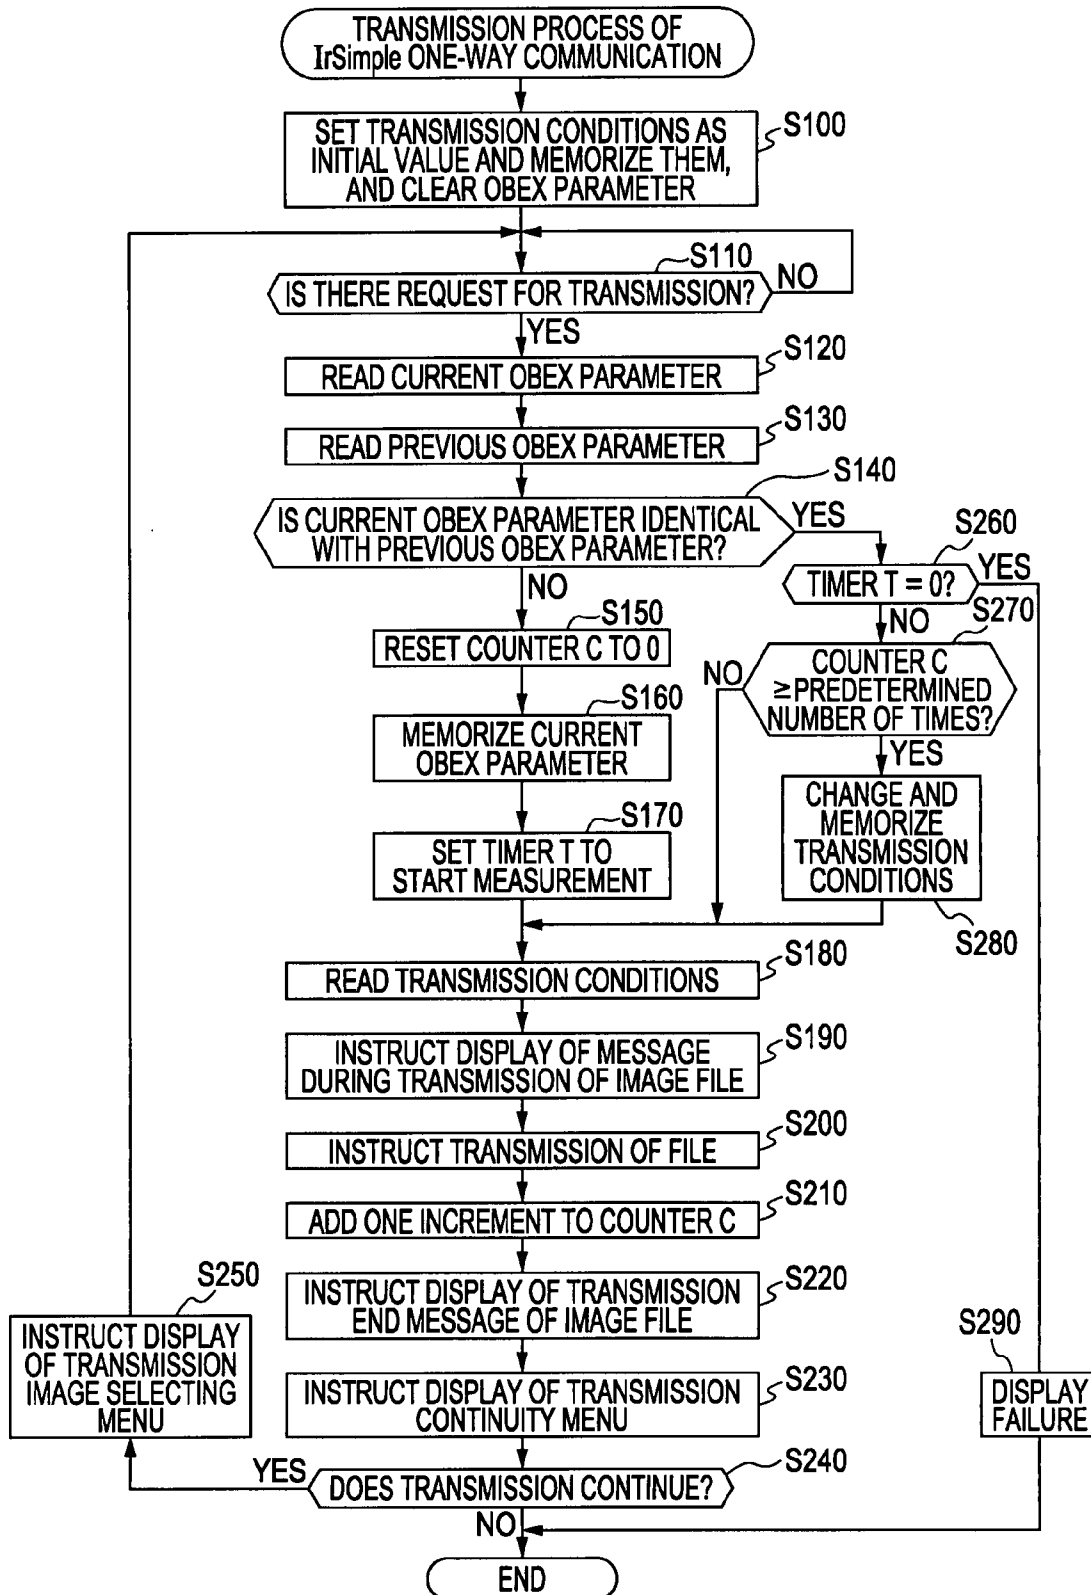 TRANSMISSION PROCESS OF
IrSimple ONE-WAY COMMUNICATION
S100
SET TRANSMISSION CONDITIONS AS
INITIAL VALUE AND MEMORIZE THEM,
AND CLEAR OBEX PARAMETER
S110
IS THERE REQUEST FOR TRANSMISSION?
NO
YES
S120
READ CURRENT OBEX PARAMETER
S130
READ PREVIOUS OBEX PARAMETER
S140
IS CURRENT OBEX PARAMETER IDENTICAL
WITH PREVIOUS OBEX PARAMETER?
YES
NO
S260
TIMER T = 0?
YES
NO
S150
RESET COUNTER C TO 0
S270
COUNTER C
≥PREDETERMINED
NUMBER OF TIMES?
NO
YES
S160
MEMORIZE CURRENT
OBEX PARAMETER
S170
SET TIMER T TO
START MEASUREMENT
CHANGE AND
MEMORIZE
TRANSMISSION
CONDITIONS
S280
S180
READ TRANSMISSION CONDITIONS
S190
INSTRUCT DISPLAY OF MESSAGE
DURING TRANSMISSION OF IMAGE FILE
S200
INSTRUCT TRANSMISSION OF FILE
S210
ADD ONE INCREMENT TO COUNTER C
S220
INSTRUCT DISPLAY OF TRANSMISSION
END MESSAGE OF IMAGE FILE
S230
INSTRUCT DISPLAY OF TRANSMISSION
CONTINUITY MENU
S250
INSTRUCT DISPLAY
OF TRANSMISSION
IMAGE SELECTING
MENU
S290
DISPLAY
FAILURE
S240
DOES TRANSMISSION CONTINUE?
YES
NO
END